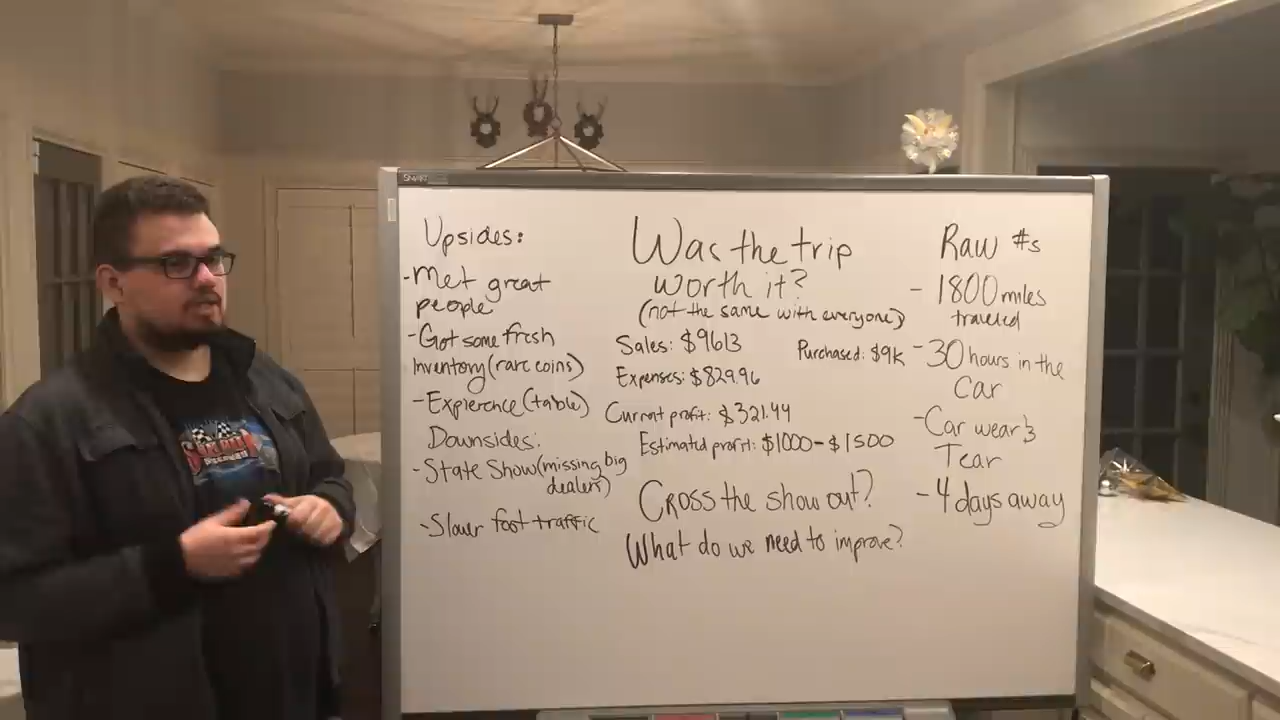 SMART
Upsides:
-Met great
people
-Got some fresh
Inventory(rare coins)
-Expierence(table)
Downsides:
-State Show(missing big
dealers)
-Slower foot traffic
Was the trip
worth it?
(not the same with everyone)
Sales: $9613
Purchased: $9K
Expenses: $829.96
Current profit: $321.44
Estimated profit: $1000-$1500
Cross the show out?
What do we need to improve?
Raw #s
- 1800 miles
traveled
-30 hours in the
Car
-Car wear &
Tear
-4 days away